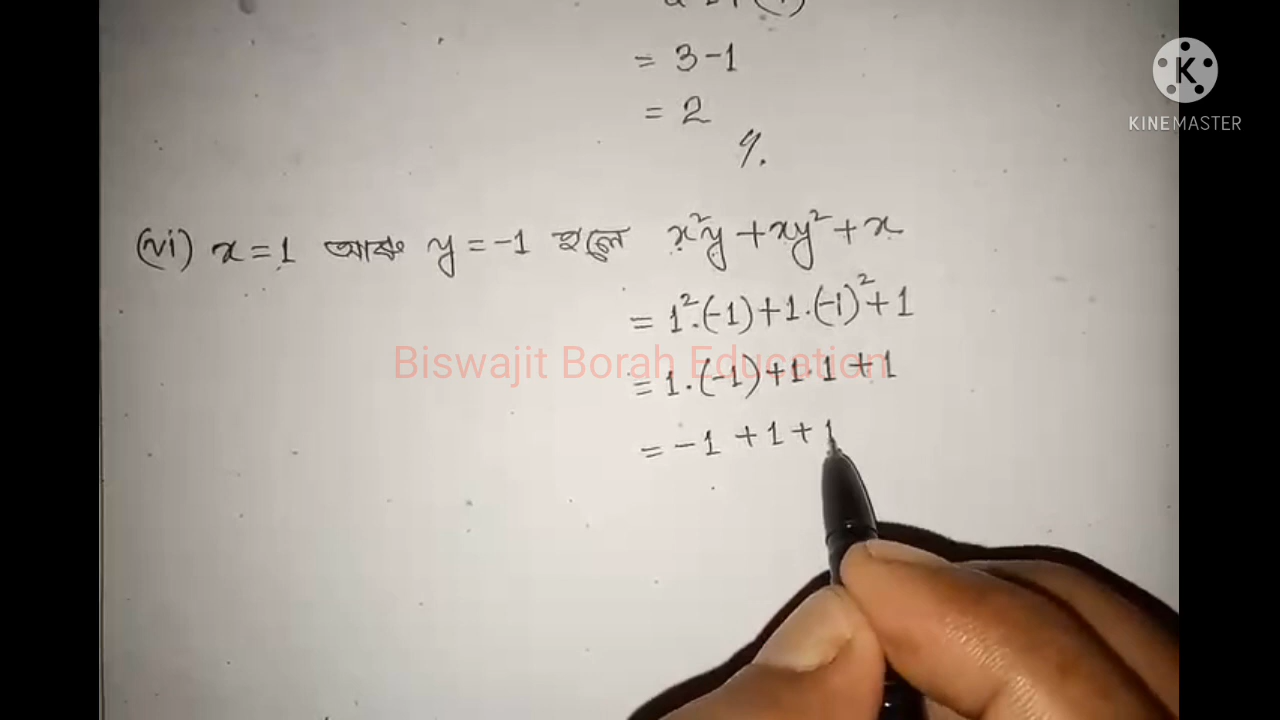 = 3-1
= 2
KINEMASTER
(vi) x=1 আৰু y=-1 হ'লে x²y+xy²+x
= 1².(-1)+1.(-1)²+1
Biswajit Borah Education
= 1.(-1)+1.1+1
= -1+1+1